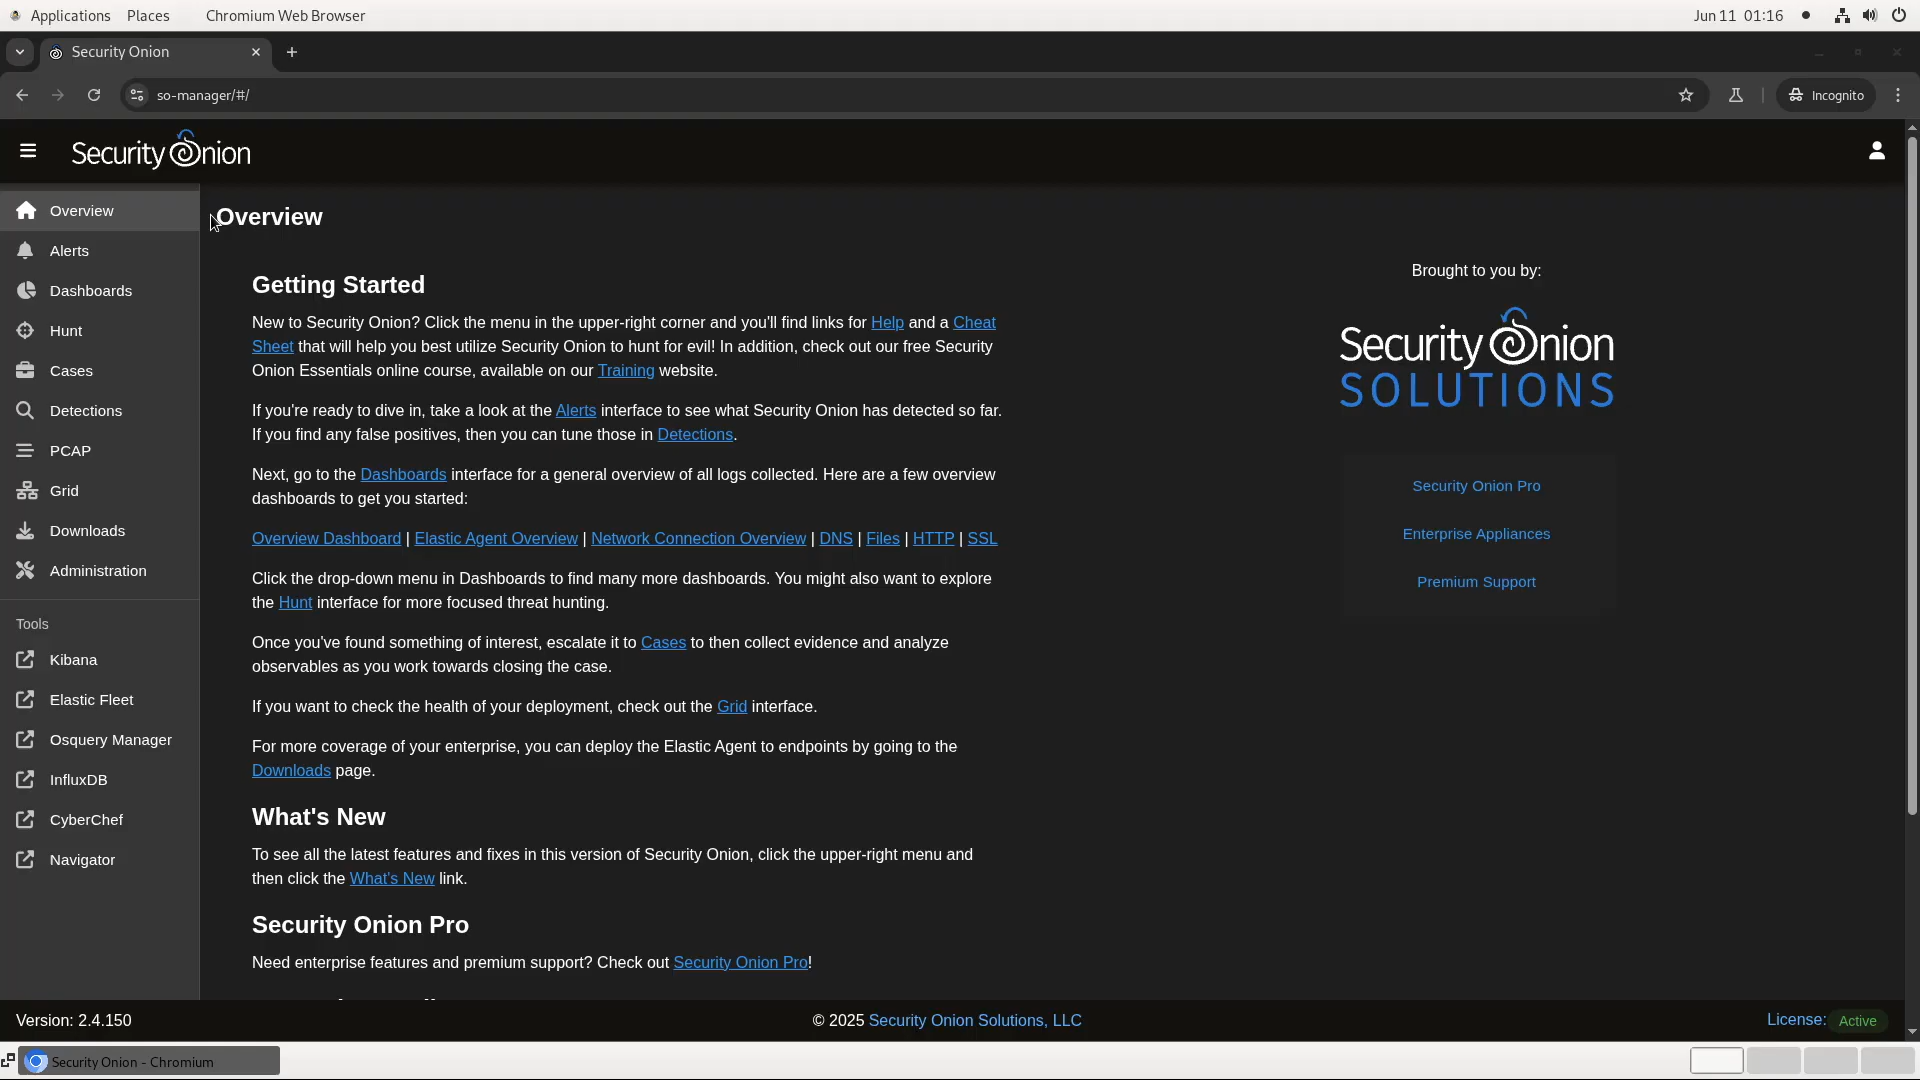 Applications Places Chromium Web Browser Jun 11 01:16
Security Onion
so-manager/#/ Incognito
Security Onion
Overview
Alerts
Dashboards
Hunt
Cases
Detections
PCAP
Grid
Downloads
Administration
Tools
Kibana
Elastic Fleet
Osquery Manager
InfluxDB
CyberChef
Navigator
Overview
Getting Started
New to Security Onion? Click the menu in the upper-right corner and you'll find links for Help and a Cheat
Sheet that will help you best utilize Security Onion to hunt for evil! In addition, check out our free Security
Onion Essentials online course, available on our Training website.
If you're ready to dive in, take a look at the Alerts interface to see what Security Onion has detected so far.
If you find any false positives, then you can tune those in Detections.
Next, go to the Dashboards interface for a general overview of all logs collected. Here are a few overview
dashboards to get you started:
Overview Dashboard | Elastic Agent Overview | Network Connection Overview | DNS | Files | HTTP | SSL
Click the drop-down menu in Dashboards to find many more dashboards. You might also want to explore
the Hunt interface for more focused threat hunting.
Once you've found something of interest, escalate it to Cases to then collect evidence and analyze
observables as you work towards closing the case.
If you want to check the health of your deployment, check out the Grid interface.
For more coverage of your enterprise, you can deploy the Elastic Agent to endpoints by going to the
Downloads page.
What's New
To see all the latest features and fixes in this version of Security Onion, click the upper-right menu and
then click the What's New link.
Security Onion Pro
Need enterprise features and premium support? Check out Security Onion Pro!
Brought to you by:
Security Onion
SOLUTIONS
Security Onion Pro
Enterprise Appliances
Premium Support
Version: 2.4.150 © 2025 Security Onion Solutions, LLC License: Active
Security Onion - Chromium